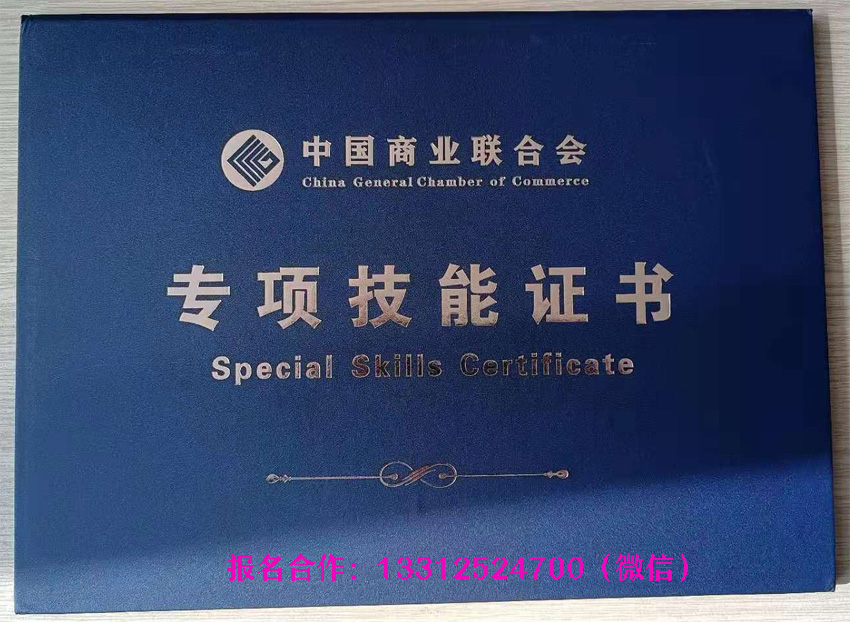 中国商业联合会
China General Chamber of Commerce
专项技能证书
Special Skills Certificate
报名合作：13312524700（微信）